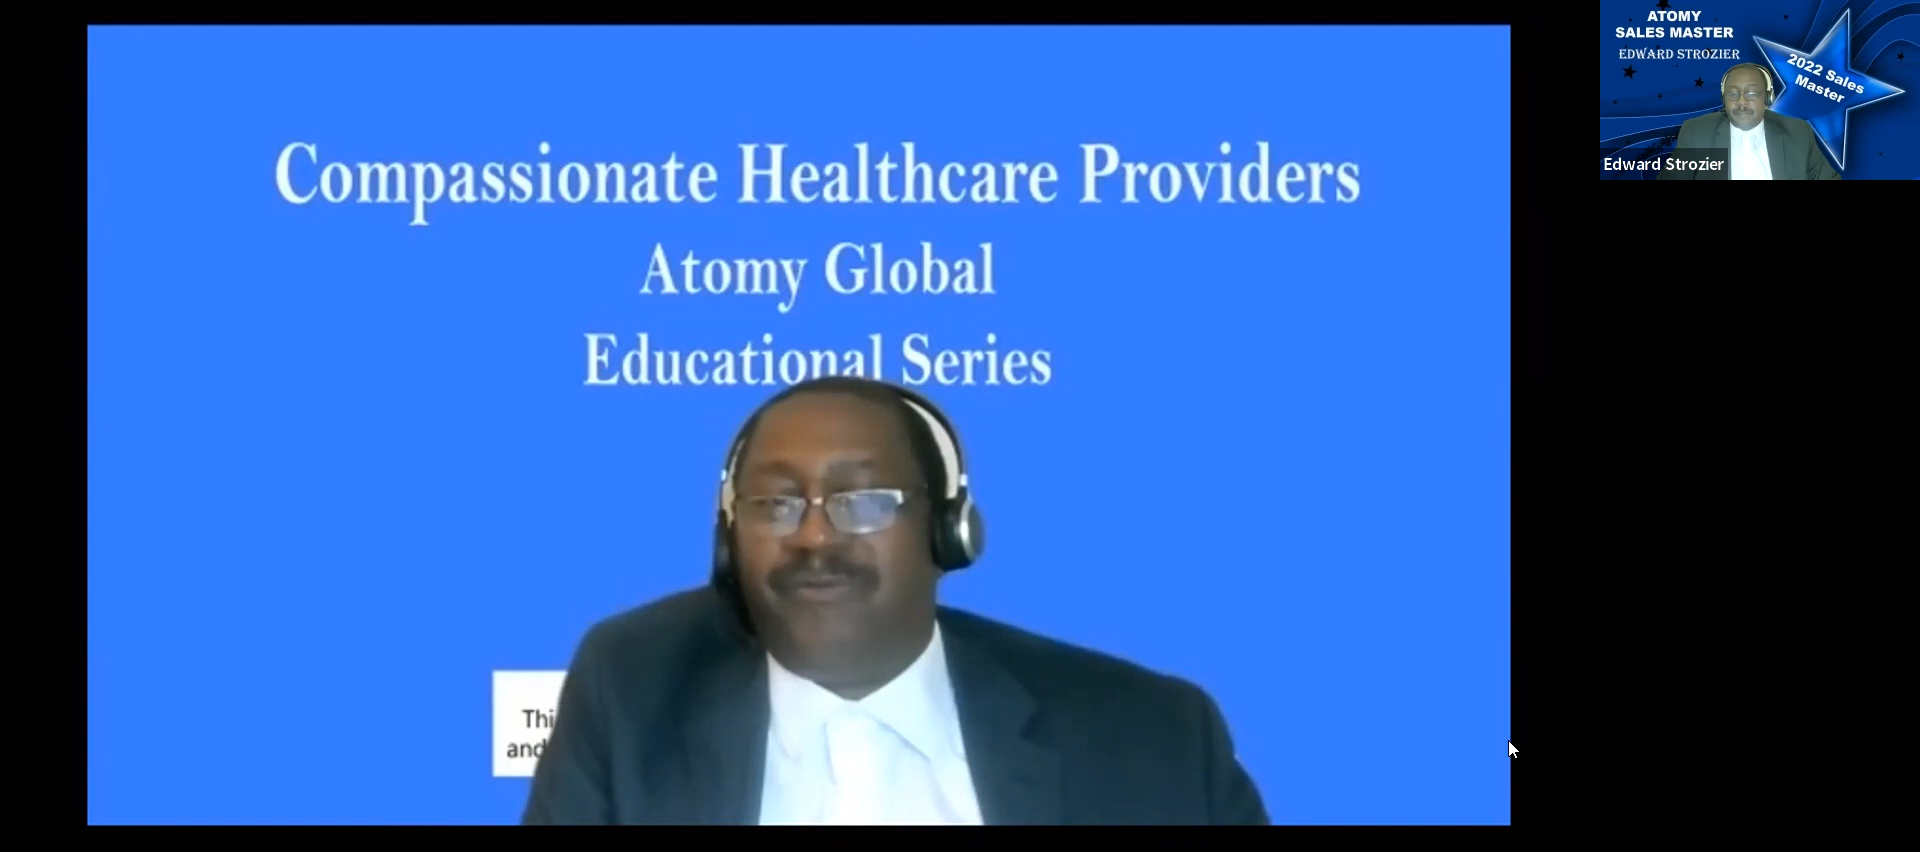 Compassionate Healthcare Providers
Atomy Global
Educational Series
Thi
and
ATOMY
SALES MASTER
EDWARD STROZIER
2022 Sales
Master
Edward Strozier